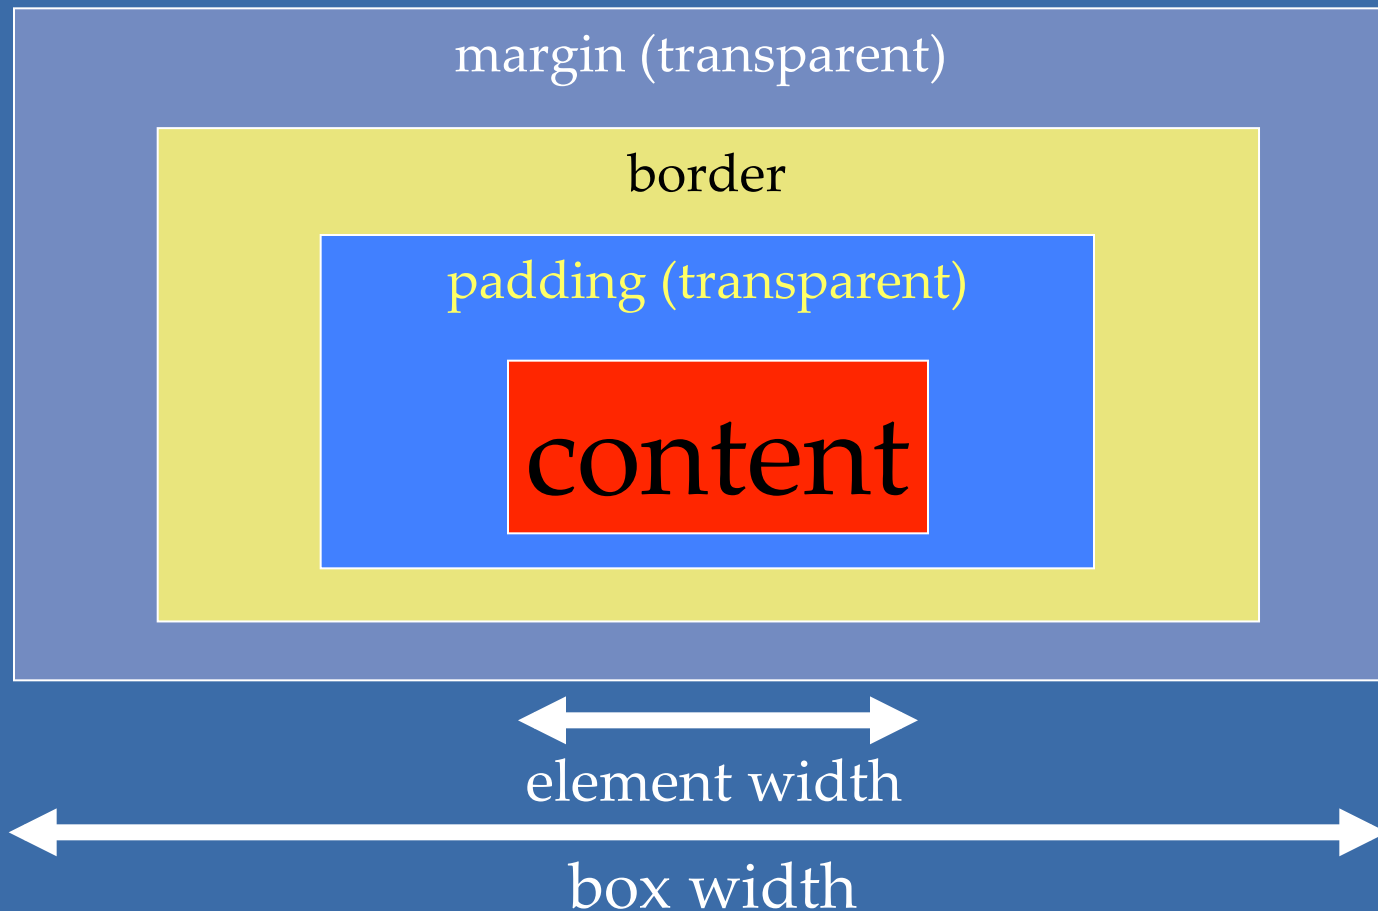 margin (transparent)
border
padding (transparent)
content
element width
box width